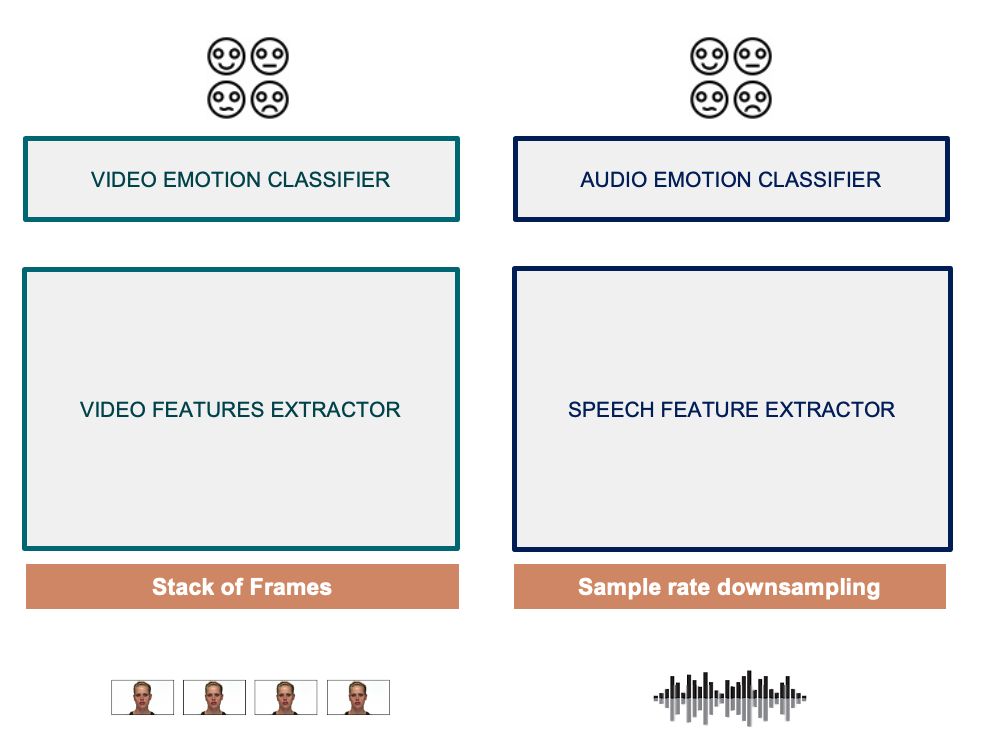 VIDEO EMOTION CLASSIFIER
AUDIO EMOTION CLASSIFIER
VIDEO FEATURES EXTRACTOR
SPEECH FEATURE EXTRACTOR
Stack of Frames
Sample rate downsampling